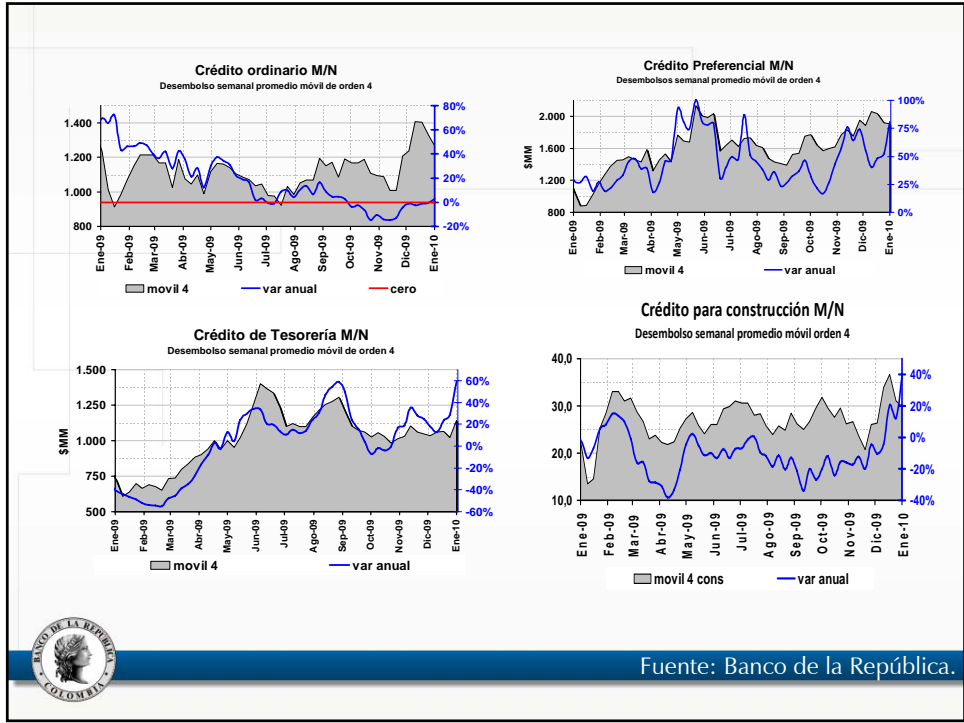 Crédito ordinario M/N
Desembolso semanal promedio móvil de orden 4
1.400
1.200
1.000
800
80%
60%
40%
20%
0%
-20%
Ene-09
Feb-09
Mar-09
Abr-09
May-09
Jun-09
Jul-09
Ago-09
Sep-09
Oct-09
Nov-09
Dic-09
Ene-10
movil 4
var anual
cero
Crédito Preferencial M/N
Desembolsos semanal promedio móvil de orden 4
$MM
2.000
1.600
1.200
800
100%
75%
50%
25%
0%
Ene-09
Feb-09
Mar-09
Abr-09
May-09
Jun-09
Jul-09
Ago-09
Sep-09
Oct-09
Nov-09
Dic-09
Ene-10
movil 4
var anual
Crédito de Tesorería M/N
Desembolso semanal promedio móvil de orden 4
$MM
1.500
1.250
1.000
750
500
60%
40%
20%
0%
-20%
-40%
-60%
Ene-09
Feb-09
Mar-09
Abr-09
May-09
Jun-09
Jul-09
Ago-09
Sep-09
Oct-09
Nov-09
Dic-09
Ene-10
movil 4
var anual
Crédito para construcción M/N
Desembolso semanal promedio móvil orden 4
40,0
30,0
20,0
10,0
40%
20%
0%
-20%
-40%
Ene-09
Feb-09
Mar-09
Abr-09
May-09
Jun-09
Jul-09
Ago-09
Sep-09
Oct-09
Nov-09
Dic-09
Ene-10
movil 4 cons
var anual
BANCO DE LA REPÚBLICA
COLOMBIA
Fuente: Banco de la República.